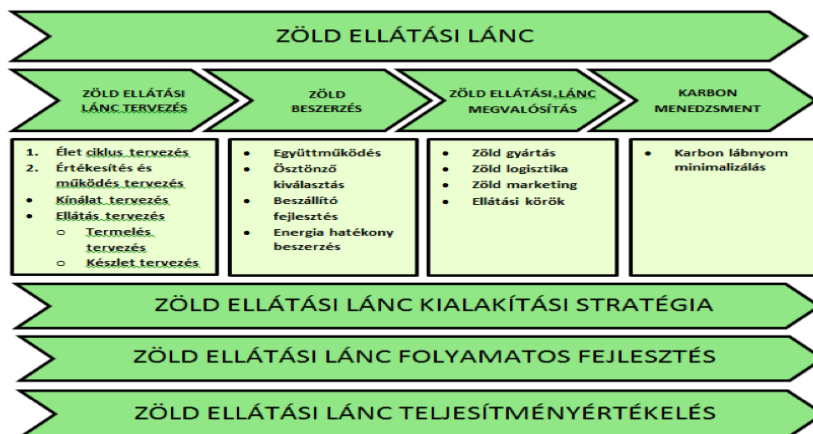 ZÖLD ELLÁTÁSI LÁNC
ZÖLD ELLÁTÁSI
LÁNC TERVEZÉS
ZÖLD
BESZERZÉS
ZÖLD ELLÁTÁSI LÁNC
MEGVALÓSÍTÁS
KARBON
MENEDZSMENT
1. Élet ciklus tervezés
2. Értékesítés és
működés tervezés
• Kínálat tervezés
• Ellátás tervezés
o Termelés
tervezés
o Készlet tervezés
• Együttműködés
• Ösztönző
kiválasztás
• Beszállító
fejlesztés
• Energia hatékony
beszerzés
• Zöld gyártás
• Zöld logisztika
• Zöld marketing
• Ellátási körök
• Karbon lábnyom
minimalizálás
ZÖLD ELLÁTÁSI LÁNC KIALAKÍTÁSI STRATÉGIA
ZÖLD ELLÁTÁSI LÁNC FOLYAMATOS FEJLESZTÉS
ZÖLD ELLÁTÁSI LÁNC TELJESÍTMÉNYÉRTÉKELÉS